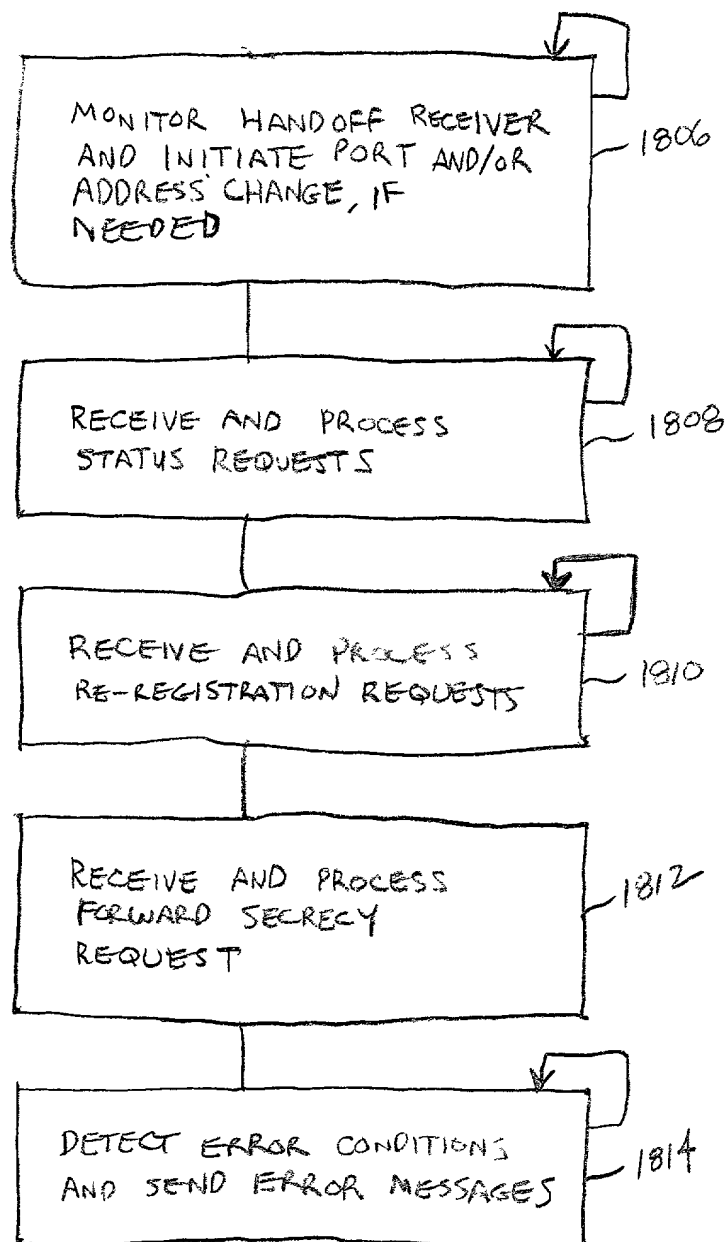 MONITOR HANDOFF RECEIVER
AND INITIATE PORT AND/OR
ADDRESS CHANGE, IF
NEEDED
1806
RECEIVE AND PROCESS
STATUS REQUESTS
1808
RECEIVE AND PROCESS
RE-REGISTRATION REQUESTS
1810
RECEIVE AND PROCESS
FORWARD SECRECY
REQUEST
1812
DETECT ERROR CONDITIONS
AND SEND ERROR MESSAGES
1814